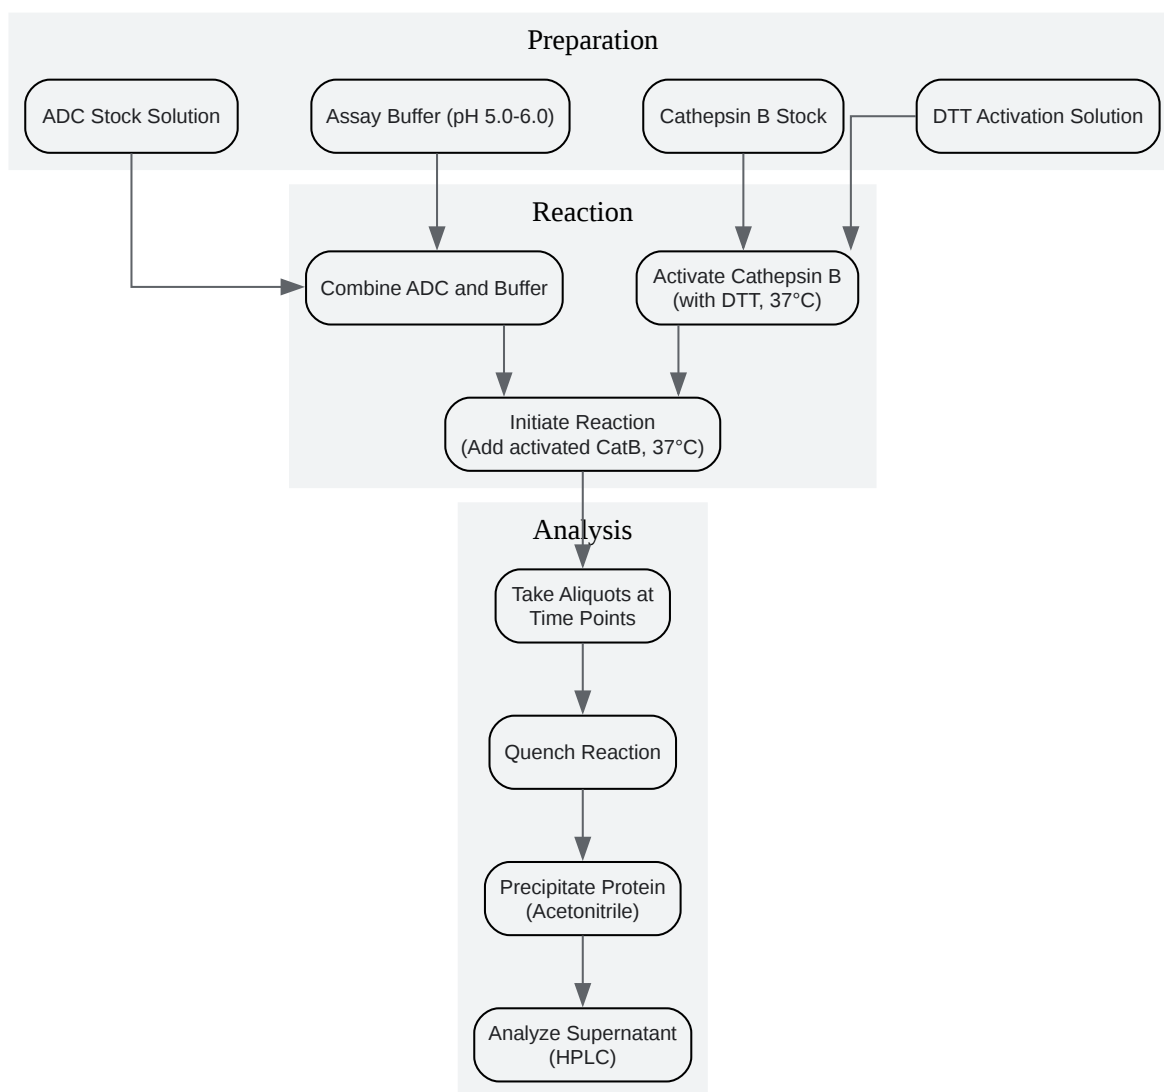 Preparation
ADC Stock Solution
Assay Buffer (pH 5.0-6.0)
Cathepsin B Stock
DTT Activation Solution
Reaction
Combine ADC and Buffer
Activate Cathepsin B
(with DTT, 37°C)
Initiate Reaction
(Add activated CatB, 37°C)
Analysis
Take Aliquots at
Time Points
Quench Reaction
Precipitate Protein
(Acetonitrile)
Analyze Supernatant
(HPLC)